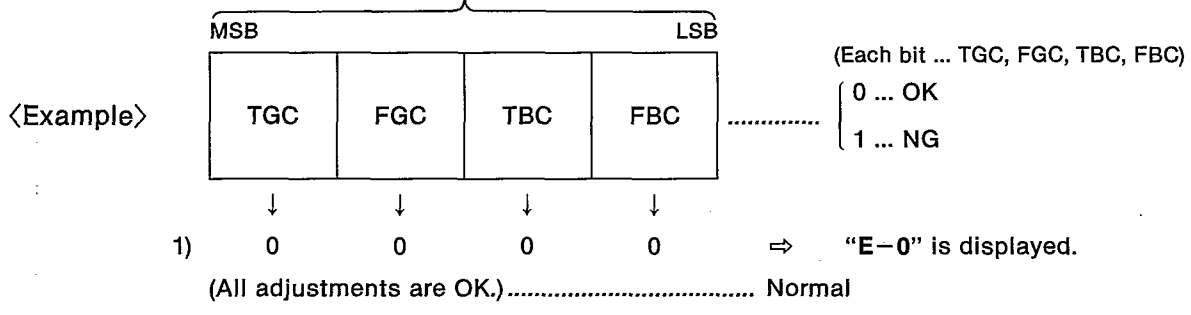 MSB LSB
(Each bit ... TGC, FGC, TBC, FBC)
〈Example〉 TGC FGC TBC FBC .............. 0 ... OK
1 ... NG
↓ ↓ ↓ ↓
1) 0 0 0 0 ⇨ “E−0” is displayed.
(All adjustments are OK.) ................................... Normal